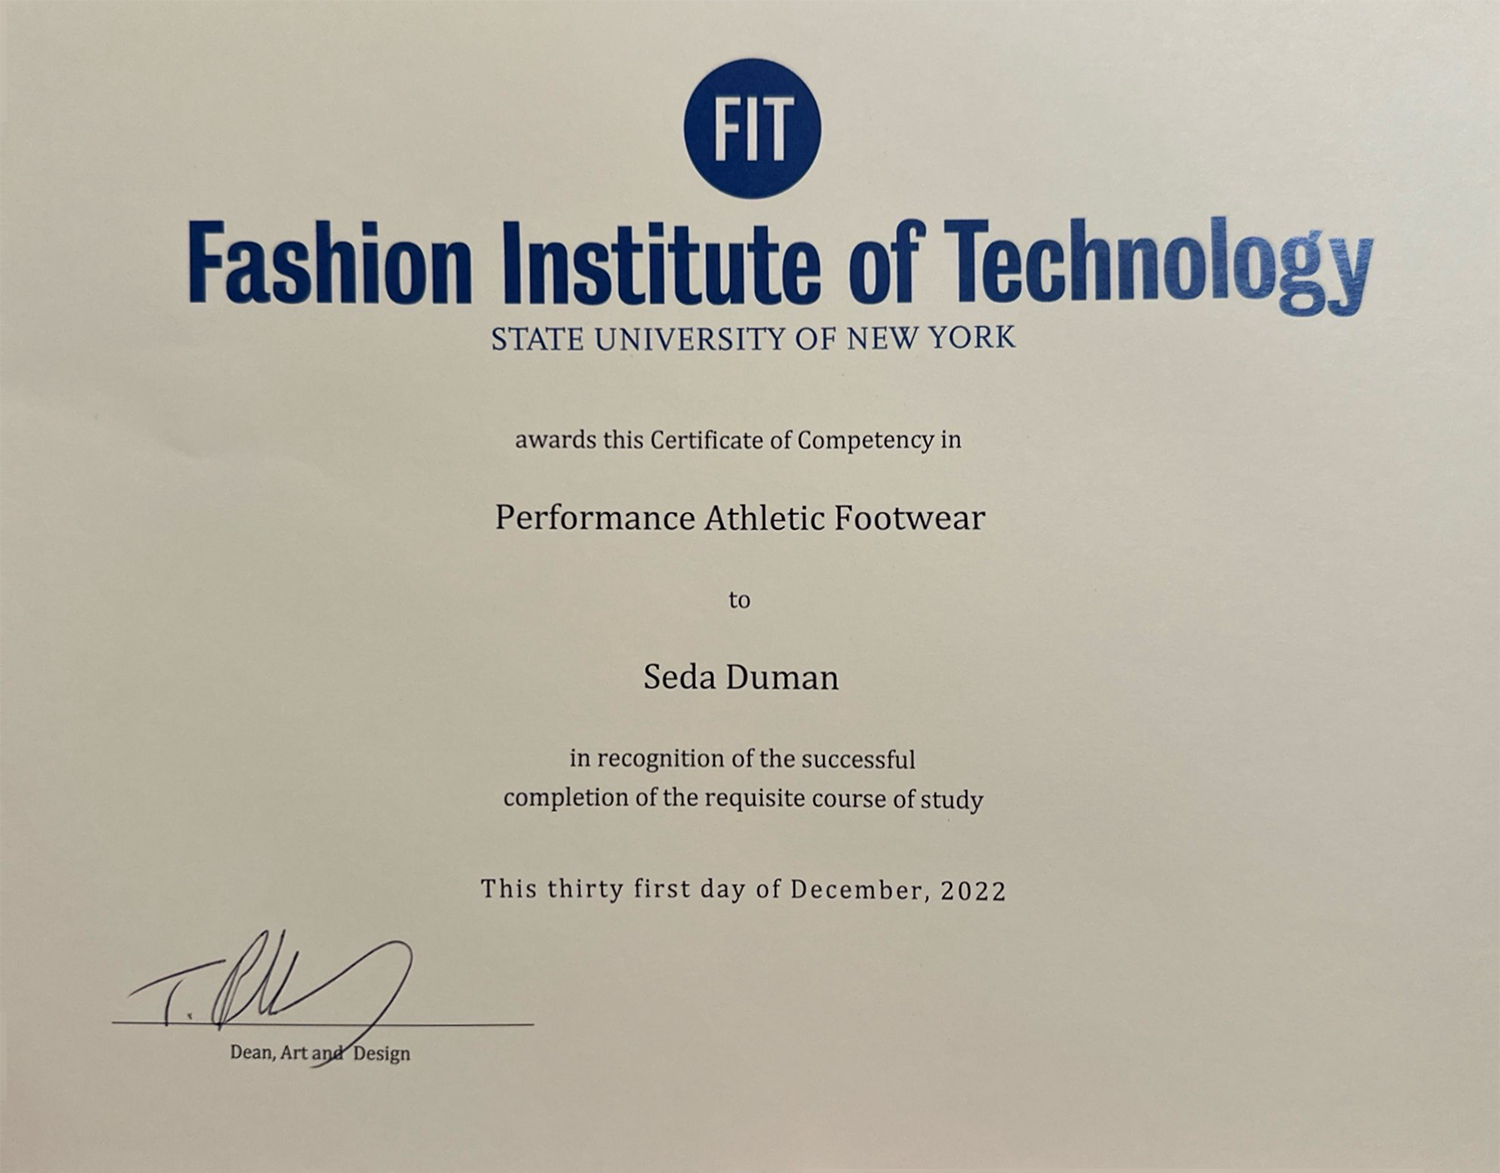 FIT
Fashion Institute of Technology
STATE UNIVERSITY OF NEW YORK
awards this Certificate of Competency in
Performance Athletic Footwear
to
Seda Duman
in recognition of the successful
completion of the requisite course of study
This thirty first day of December, 2022
Dean, Art and Design